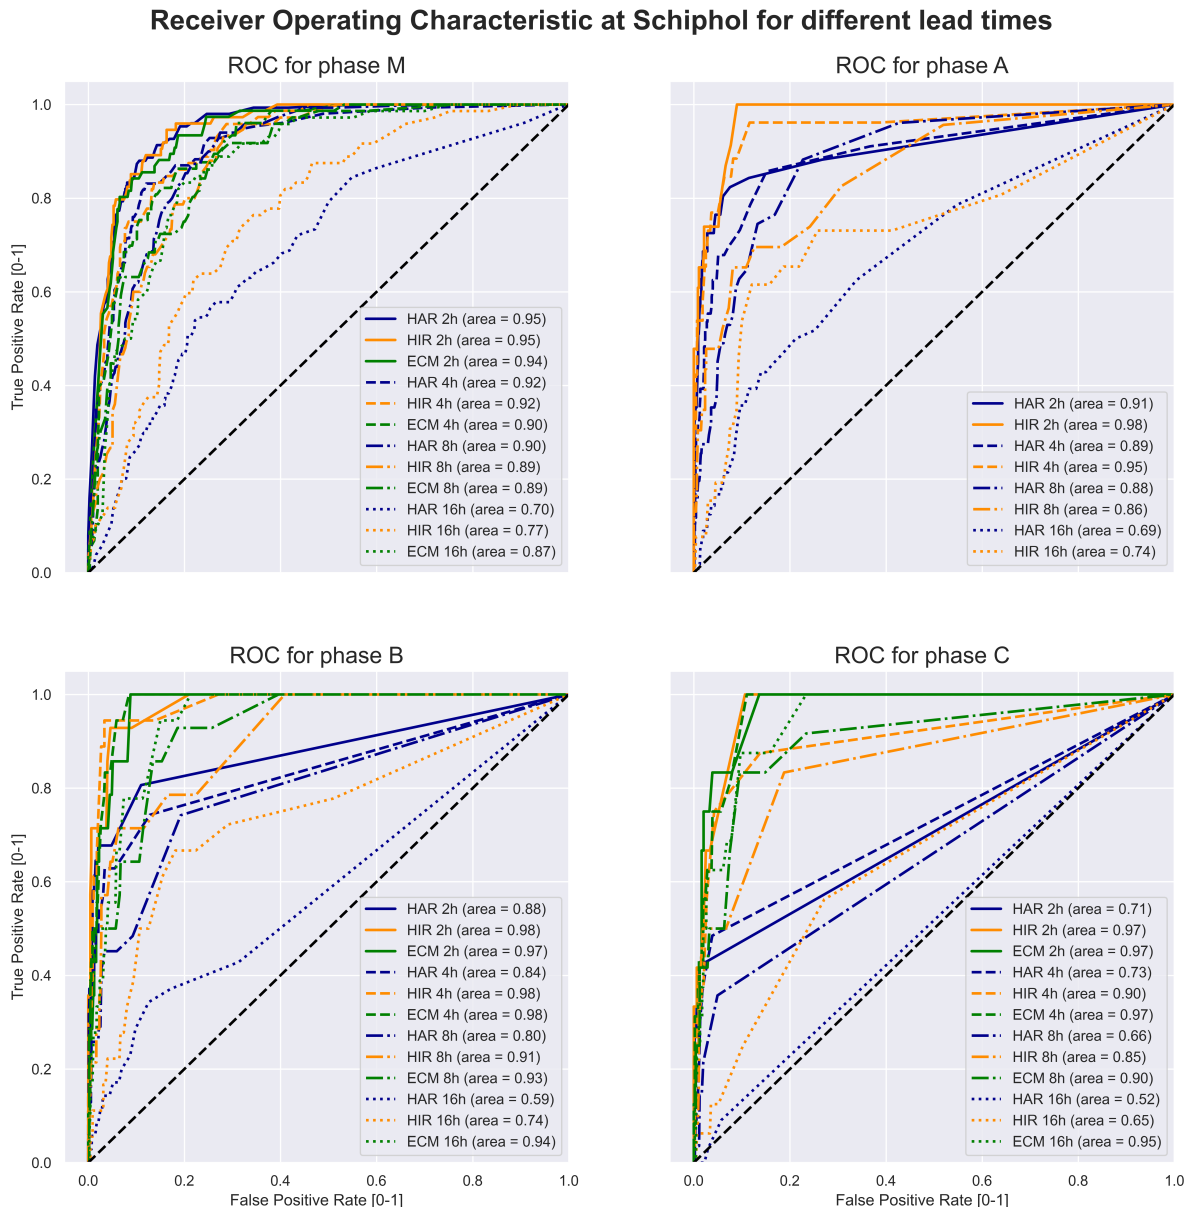 Receiver Operating Characteristic at Schiphol for different lead times
ROC for phase M
True Positive Rate [0-1]
1.0
0.8
0.6
0.4
0.2
0.0
HAR 2h (area = 0.95)
HIR 2h (area = 0.95)
ECM 2h (area = 0.94)
HAR 4h (area = 0.92)
HIR 4h (area = 0.92)
ECM 4h (area = 0.90)
HAR 8h (area = 0.90)
HIR 8h (area = 0.89)
ECM 8h (area = 0.89)
HAR 16h (area = 0.70)
HIR 16h (area = 0.77)
ECM 16h (area = 0.87)
ROC for phase A
HAR 2h (area = 0.91)
HIR 2h (area = 0.98)
HAR 4h (area = 0.89)
HIR 4h (area = 0.95)
HAR 8h (area = 0.88)
HIR 8h (area = 0.86)
HAR 16h (area = 0.69)
HIR 16h (area = 0.74)
ROC for phase B
True Positive Rate [0-1]
1.0
0.8
0.6
0.4
0.2
0.0
HAR 2h (area = 0.88)
HIR 2h (area = 0.98)
ECM 2h (area = 0.97)
HAR 4h (area = 0.84)
HIR 4h (area = 0.98)
ECM 4h (area = 0.98)
HAR 8h (area = 0.80)
HIR 8h (area = 0.91)
ECM 8h (area = 0.93)
HAR 16h (area = 0.59)
HIR 16h (area = 0.74)
ECM 16h (area = 0.94)
0.0 0.2 0.4 0.6 0.8 1.0
False Positive Rate [0-1]
ROC for phase C
HAR 2h (area = 0.71)
HIR 2h (area = 0.97)
ECM 2h (area = 0.97)
HAR 4h (area = 0.73)
HIR 4h (area = 0.90)
ECM 4h (area = 0.97)
HAR 8h (area = 0.66)
HIR 8h (area = 0.85)
ECM 8h (area = 0.90)
HAR 16h (area = 0.52)
HIR 16h (area = 0.65)
ECM 16h (area = 0.95)
0.0 0.2 0.4 0.6 0.8 1.0
False Positive Rate [0-1]